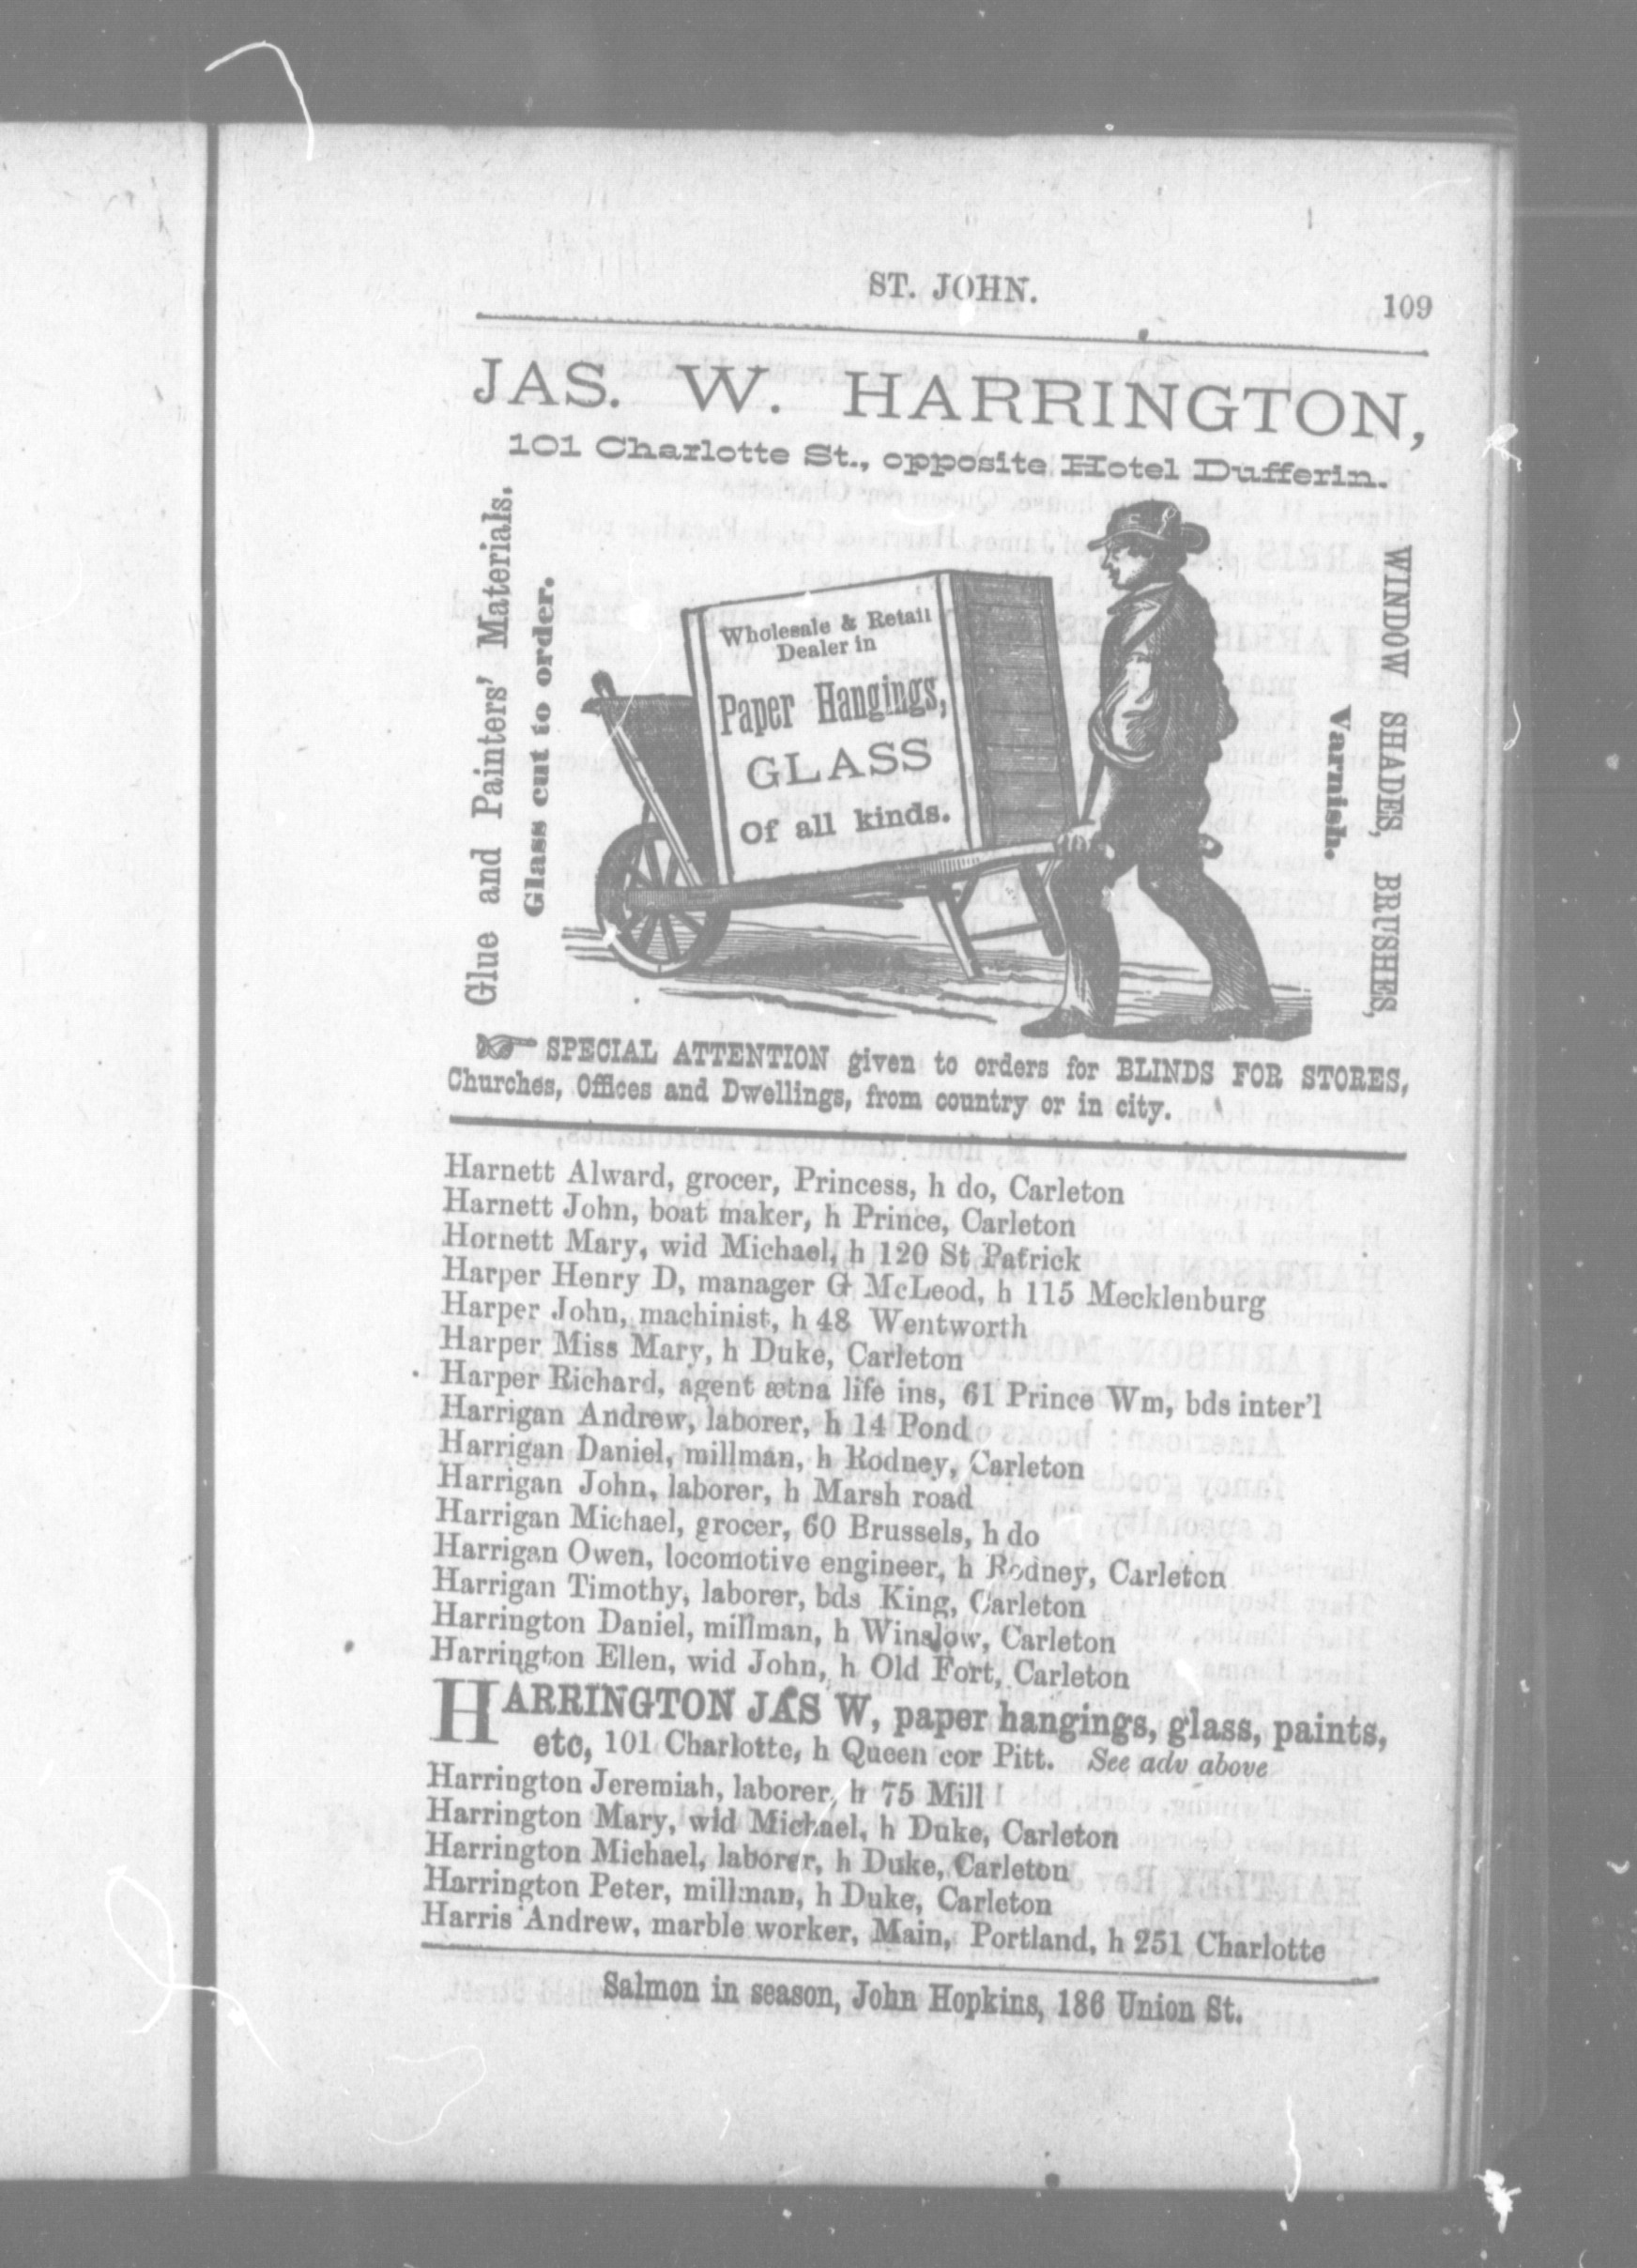 ST. JOHN. 109
JAS. W. HARRINGTON,
101 Charlotte St., opposite Hotel Dufferin.
Glue and Painters' Materials.
Glass cut to order.
Wholesale & Retail
Dealer in
Paper Hangings,
GLASS
Of all kinds.
Varnish.
WINDOW SHADES, BRUSHES,
☞ SPECIAL ATTENTION given to orders for BLINDS FOR STORES,
Churches, Offices and Dwellings, from country or in city.
Harnett Alward, grocer, Princess, h do, Carleton
Harnett John, boat maker, h Prince, Carleton
Hornett Mary, wid Michael, h 120 St Patrick
Harper Henry D, manager G McLeod, h 115 Mecklenburg
Harper John, machinist, h 48 Wentworth
Harper Miss Mary, h Duke, Carleton
Harper Richard, agent ætna life ins, 61 Prince Wm, bds inter'l
Harrigan Andrew, laborer, h 14 Pond
Harrigan Daniel, millman, h Rodney, Carleton
Harrigan John, laborer, h Marsh road
Harrigan Michael, grocer, 60 Brussels, h do
Harrigan Owen, locomotive engineer, h Rodney, Carleton
Harrigan Timothy, laborer, bds King, Carleton
Harrington Daniel, millman, h Winslow, Carleton
Harrington Ellen, wid John, h Old Fort, Carleton
HARRINGTON JAS W, paper hangings, glass, paints,
etc, 101 Charlotte, h Queen cor Pitt. See adv above
Harrington Jeremiah, laborer, h 75 Mill
Harrington Mary, wid Michael, h Duke, Carleton
Harrington Michael, laborer, h Duke, Carleton
Harrington Peter, millman, h Duke, Carleton
Harris Andrew, marble worker, Main, Portland, h 251 Charlotte
Salmon in season, John Hopkins, 186 Union St.